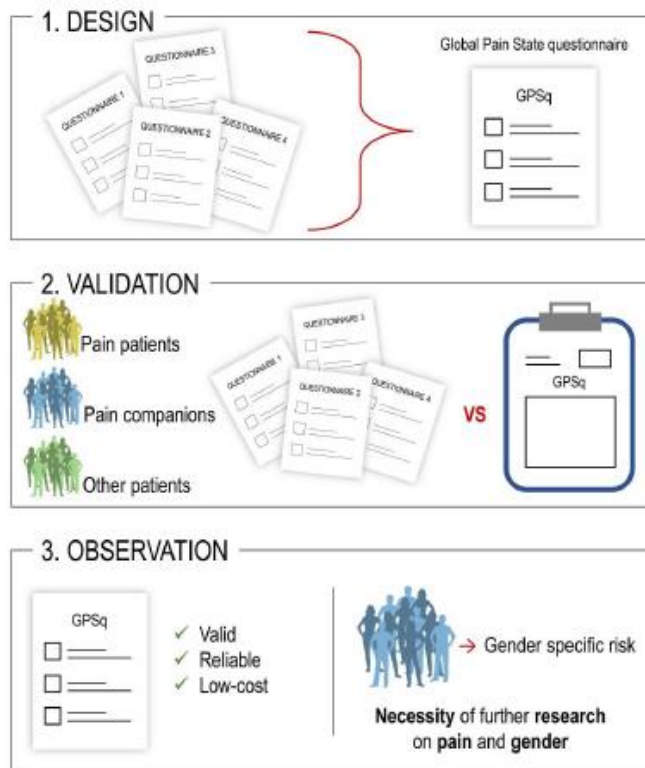 1. DESIGN
QUESTIONNAIRE 3
QUESTIONNAIRE 1
QUESTIONNAIRE 2
QUESTIONNAIRE 4
Global Pain State questionnaire
GPSq
2. VALIDATION
Pain patients
Pain companions
Other patients
QUESTIONNAIRE 3
QUESTIONNAIRE 1
QUESTIONNAIRE
QUESTIONNAIRE 4
VS
GPSq
3. OBSERVATION
GPSq
✓ Valid
✓ Reliable
✓ Low-cost
→ Gender specific risk
Necessity of further research
on pain and gender